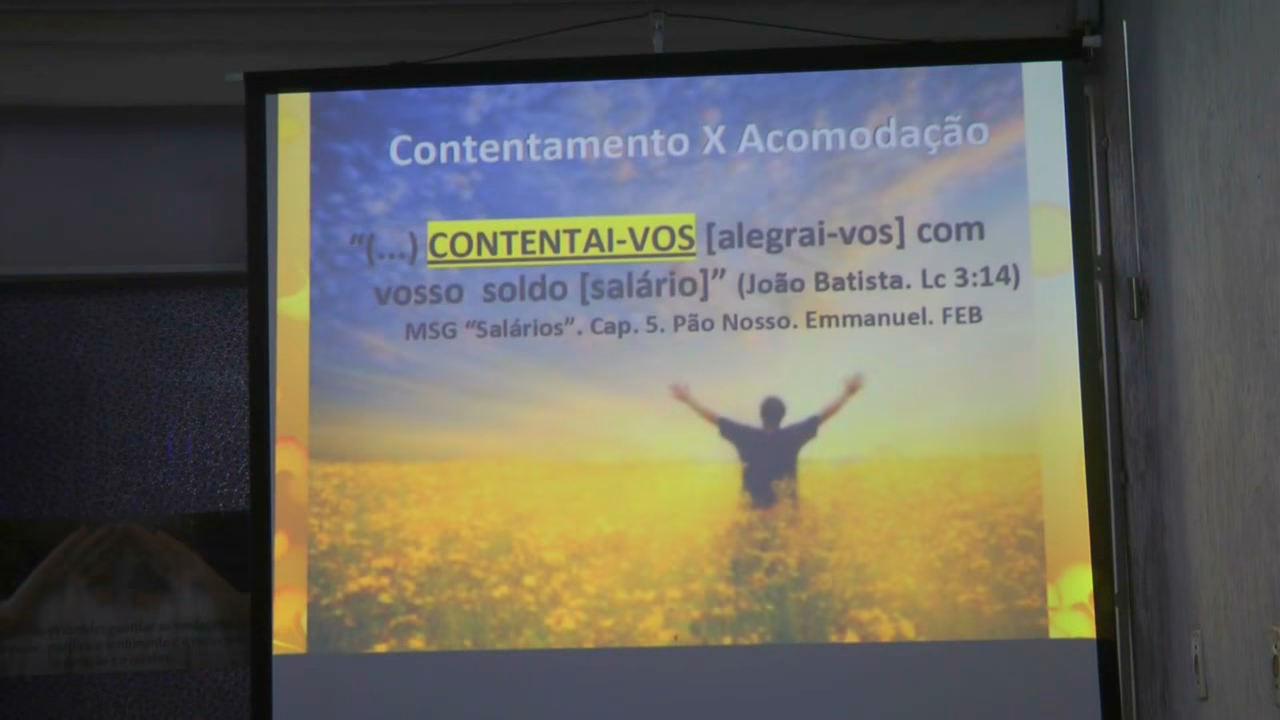 Contentamento X Acomodação
“(...) CONTENTAI-VOS [alegrai-vos] com
vosso soldo [salário]” (João Batista. Lc 3:14)
MSG “Salários”. Cap. 5. Pão Nosso. Emmanuel. FEB